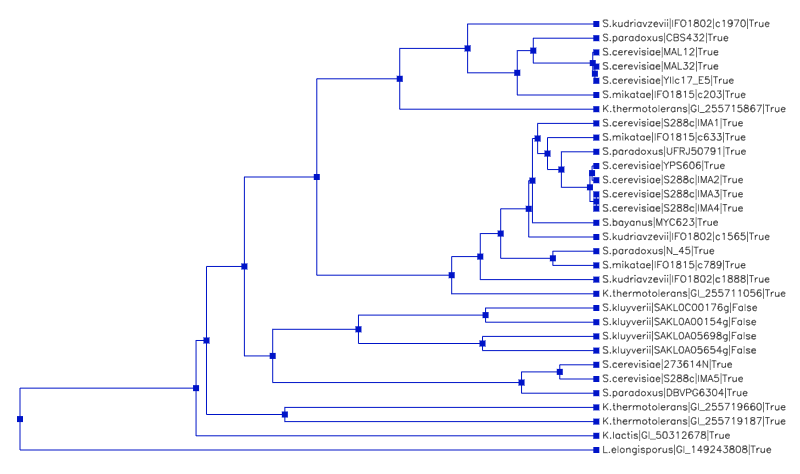 S.kudriavzevii|IFO1802|c1970|True
S.paradoxus|CBS432|True
S.cerevisiae|MAL12|True
S.cerevisiae|MAL32|True
S.cerevisiae|YIIc17_E5|True
S.mikatae|IFO1815|c203|True
K.thermotolerans|GI_255715867|True
S.cerevisiae|S288c|IMA1|True
S.mikatae|IFO1815|c633|True
S.paradoxus|UFRJ50791|True
S.cerevisiae|YPS606|True
S.cerevisiae|S288c|IMA2|True
S.cerevisiae|S288c|IMA3|True
S.cerevisiae|S288c|IMA4|True
S.bayanus|MYC623|True
S.kudriavzevii|IFO1802|c1565|True
S.paradoxus|N_45|True
S.mikatae|IFO1815|c789|True
S.kudriavzevii|IFO1802|c1888|True
K.thermotolerans|GI_255711056|True
S.kluyverii|SAKL0C00176g|False
S.kluyverii|SAKL0A00154g|False
S.kluyverii|SAKL0A05698g|False
S.kluyverii|SAKL0A05654g|False
S.cerevisiae|273614N|True
S.cerevisiae|S288c|IMA5|True
S.paradoxus|DBVPG6304|True
K.thermotolerans|GI_255719660|True
K.thermotolerans|GI_255719187|True
K.lactis|GI_50312678|True
L.elongisporus|GI_149243808|True